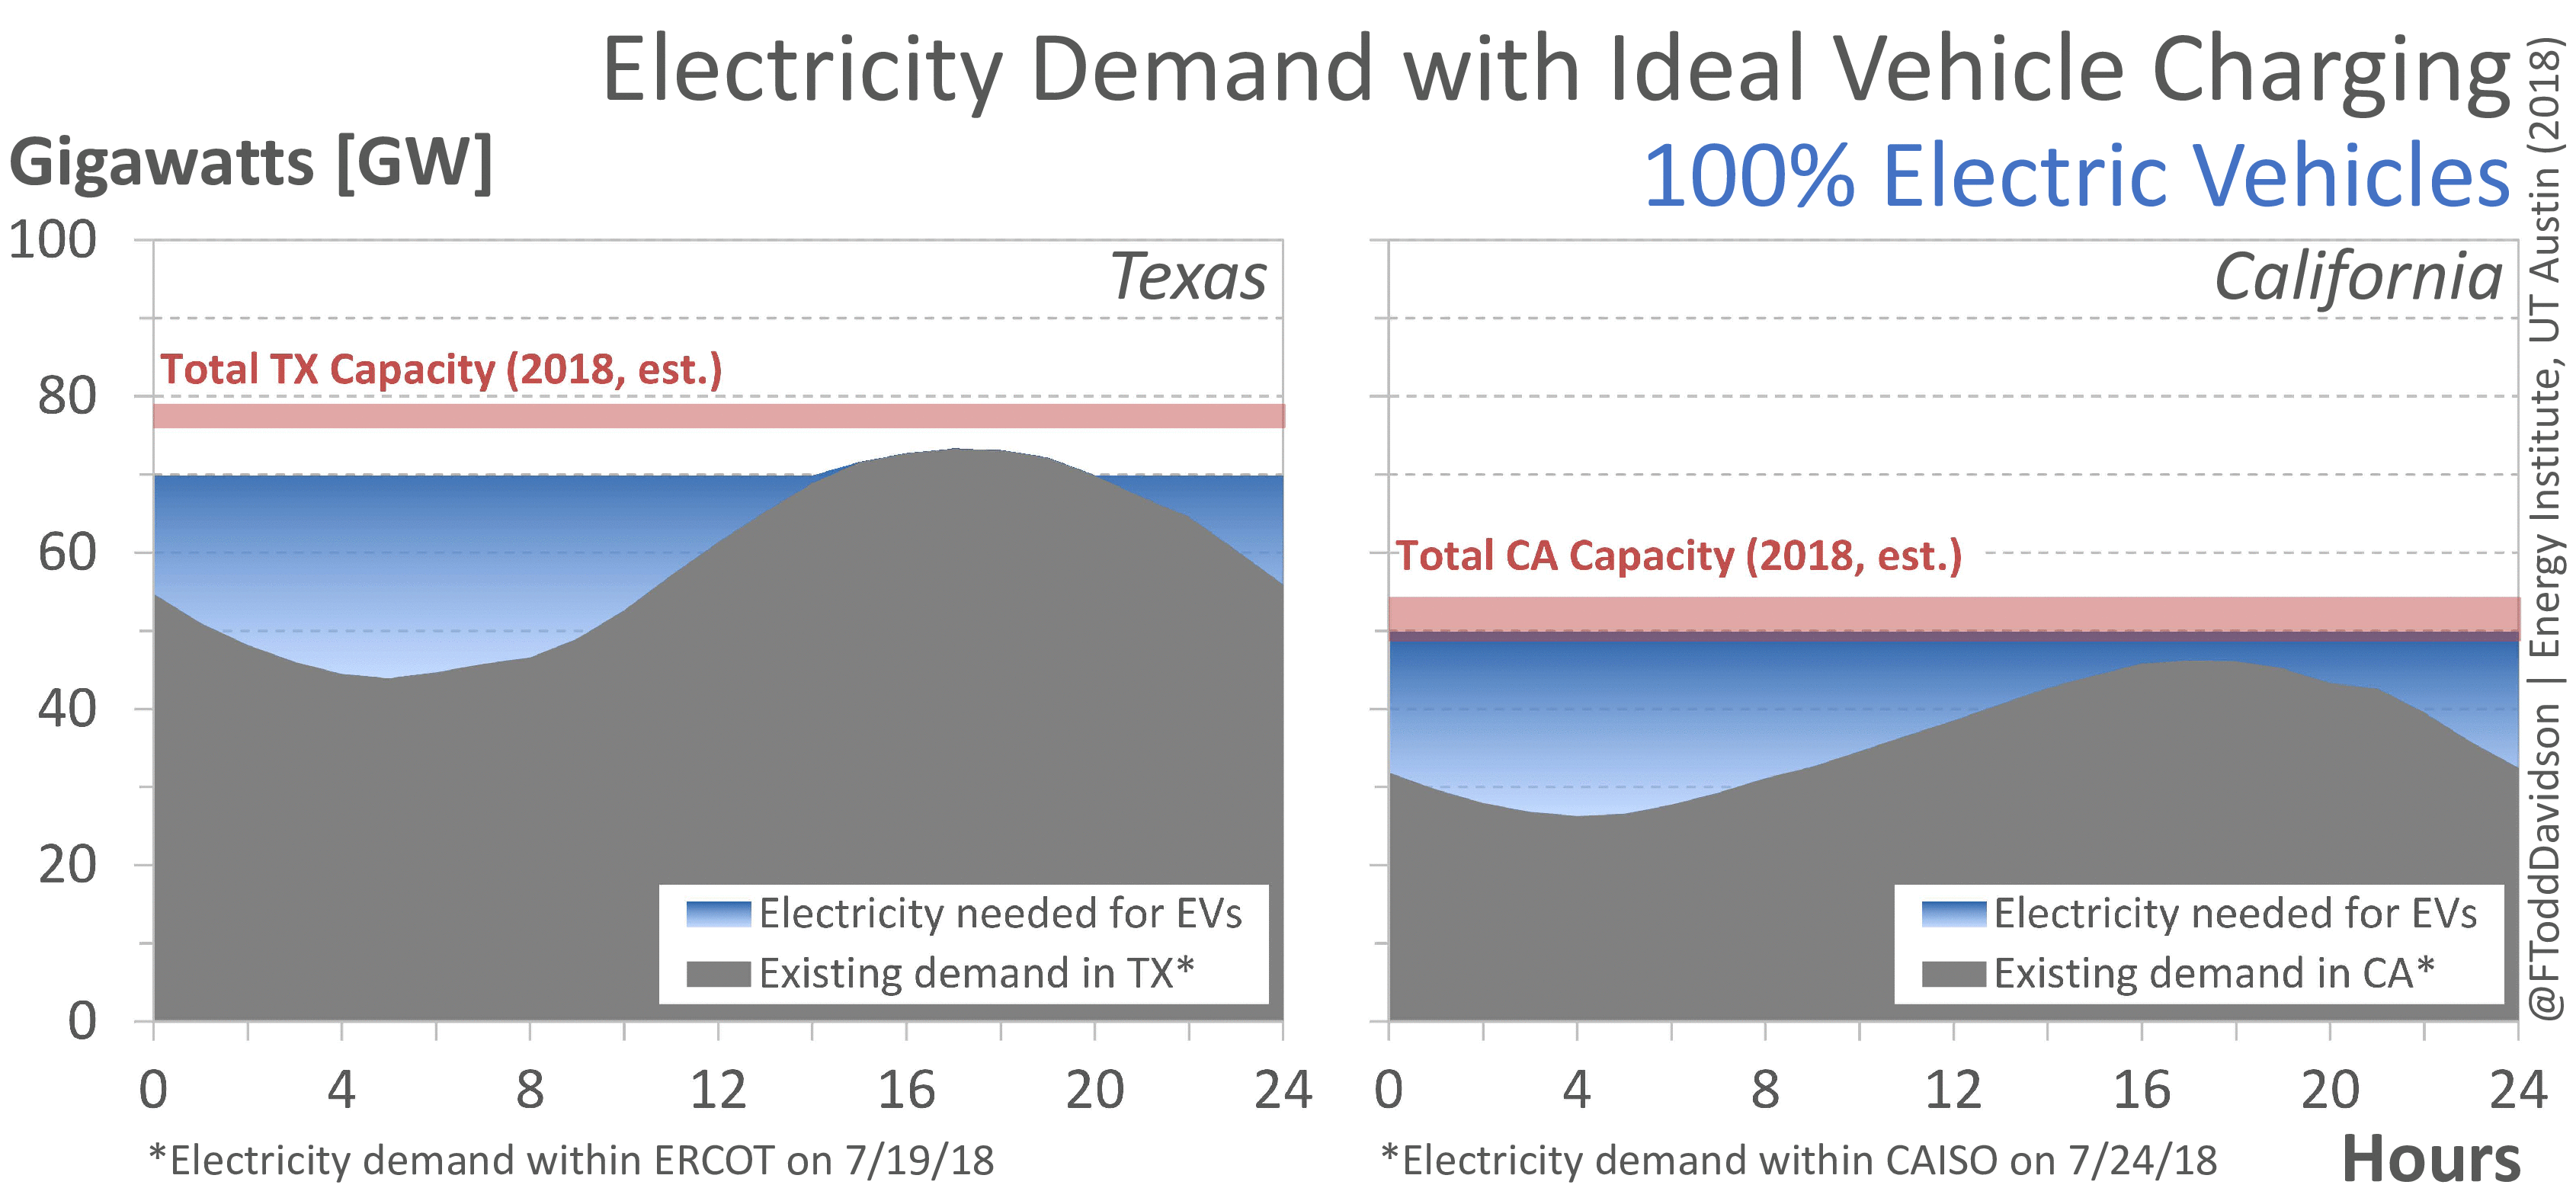 Electricity Demand with Ideal Vehicle Charging
100% Electric Vehicles
Gigawatts [GW]
100
80
60
40
20
0
Texas
Total TX Capacity (2018, est.)
Electricity needed for EVs
Existing demand in TX*
0 4 8 12 16 20 24
*Electricity demand within ERCOT on 7/19/18
California
Total CA Capacity (2018, est.)
Electricity needed for EVs
Existing demand in CA*
0 4 8 12 16 20 24
*Electricity demand within CAISO on 7/24/18
Hours
@FToddDavidson | Energy Institute, UT Austin (2018)